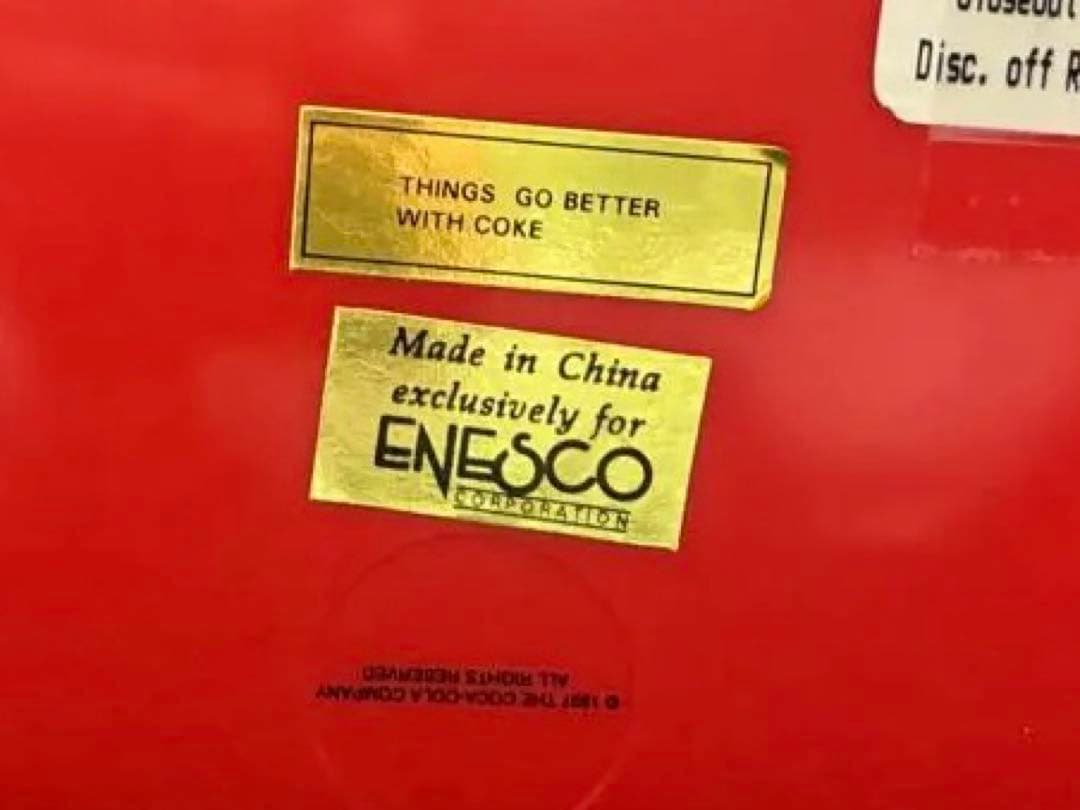 Closeout
Disc. off R
THINGS GO BETTER
WITH COKE
Made in China
exclusively for
ENESCO
CORPORATION
© 1997 THE COCA-COLA COMPANY
ALL RIGHTS RESERVED